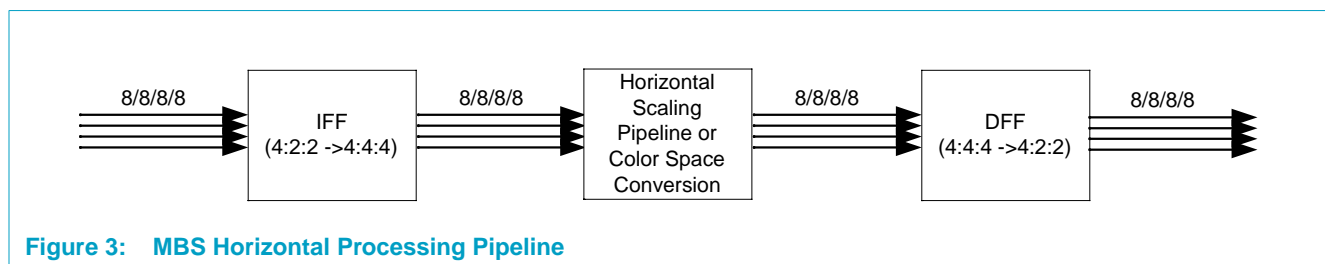 8/8/8/8
IFF
(4:2:2 ->4:4:4)
8/8/8/8
Horizontal
Scaling
Pipeline or
Color Space
Conversion
8/8/8/8
DFF
(4:4:4 ->4:2:2)
8/8/8/8
Figure 3: MBS Horizontal Processing Pipeline